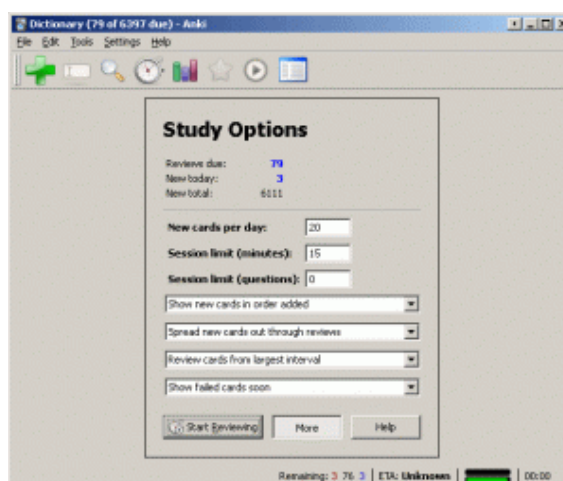 Dictionary (79 of 6397 due) - Anki
File Edit Tools Settings Help
Study Options
Reviews due: 79
New today: 3
New total: 6111
New cards per day: 20
Session limit (minutes): 15
Session limit (questions): 0
Show new cards in order added
Spread new cards out through reviews
Review cards from largest interval
Show failed cards soon
Start Reviewing More Help
Remaining: 3 76 3 ETA: Unknown 00:00